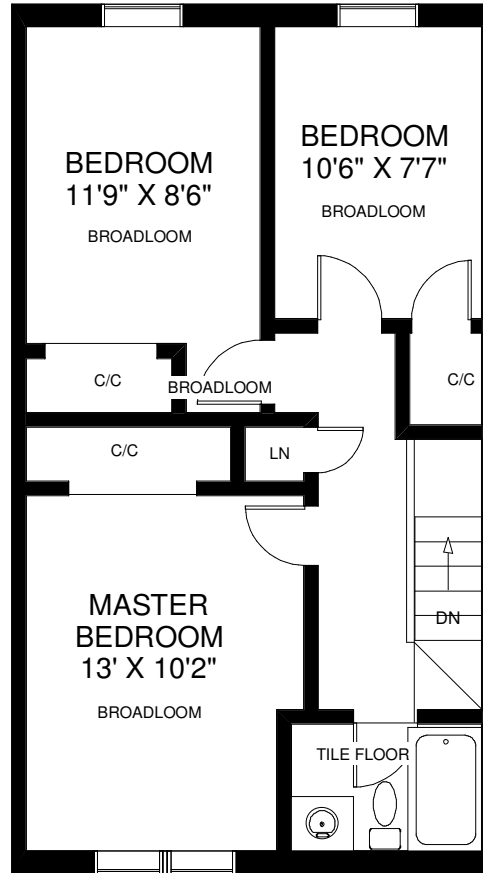 BEDROOM
11'9" X 8'6"
BROADLOOM
BEDROOM
10'6" X 7'7"
BROADLOOM
C/C
BROADLOOM
C/C
C/C
LN
MASTER
BEDROOM
13' X 10'2"
BROADLOOM
DN
TILE FLOOR